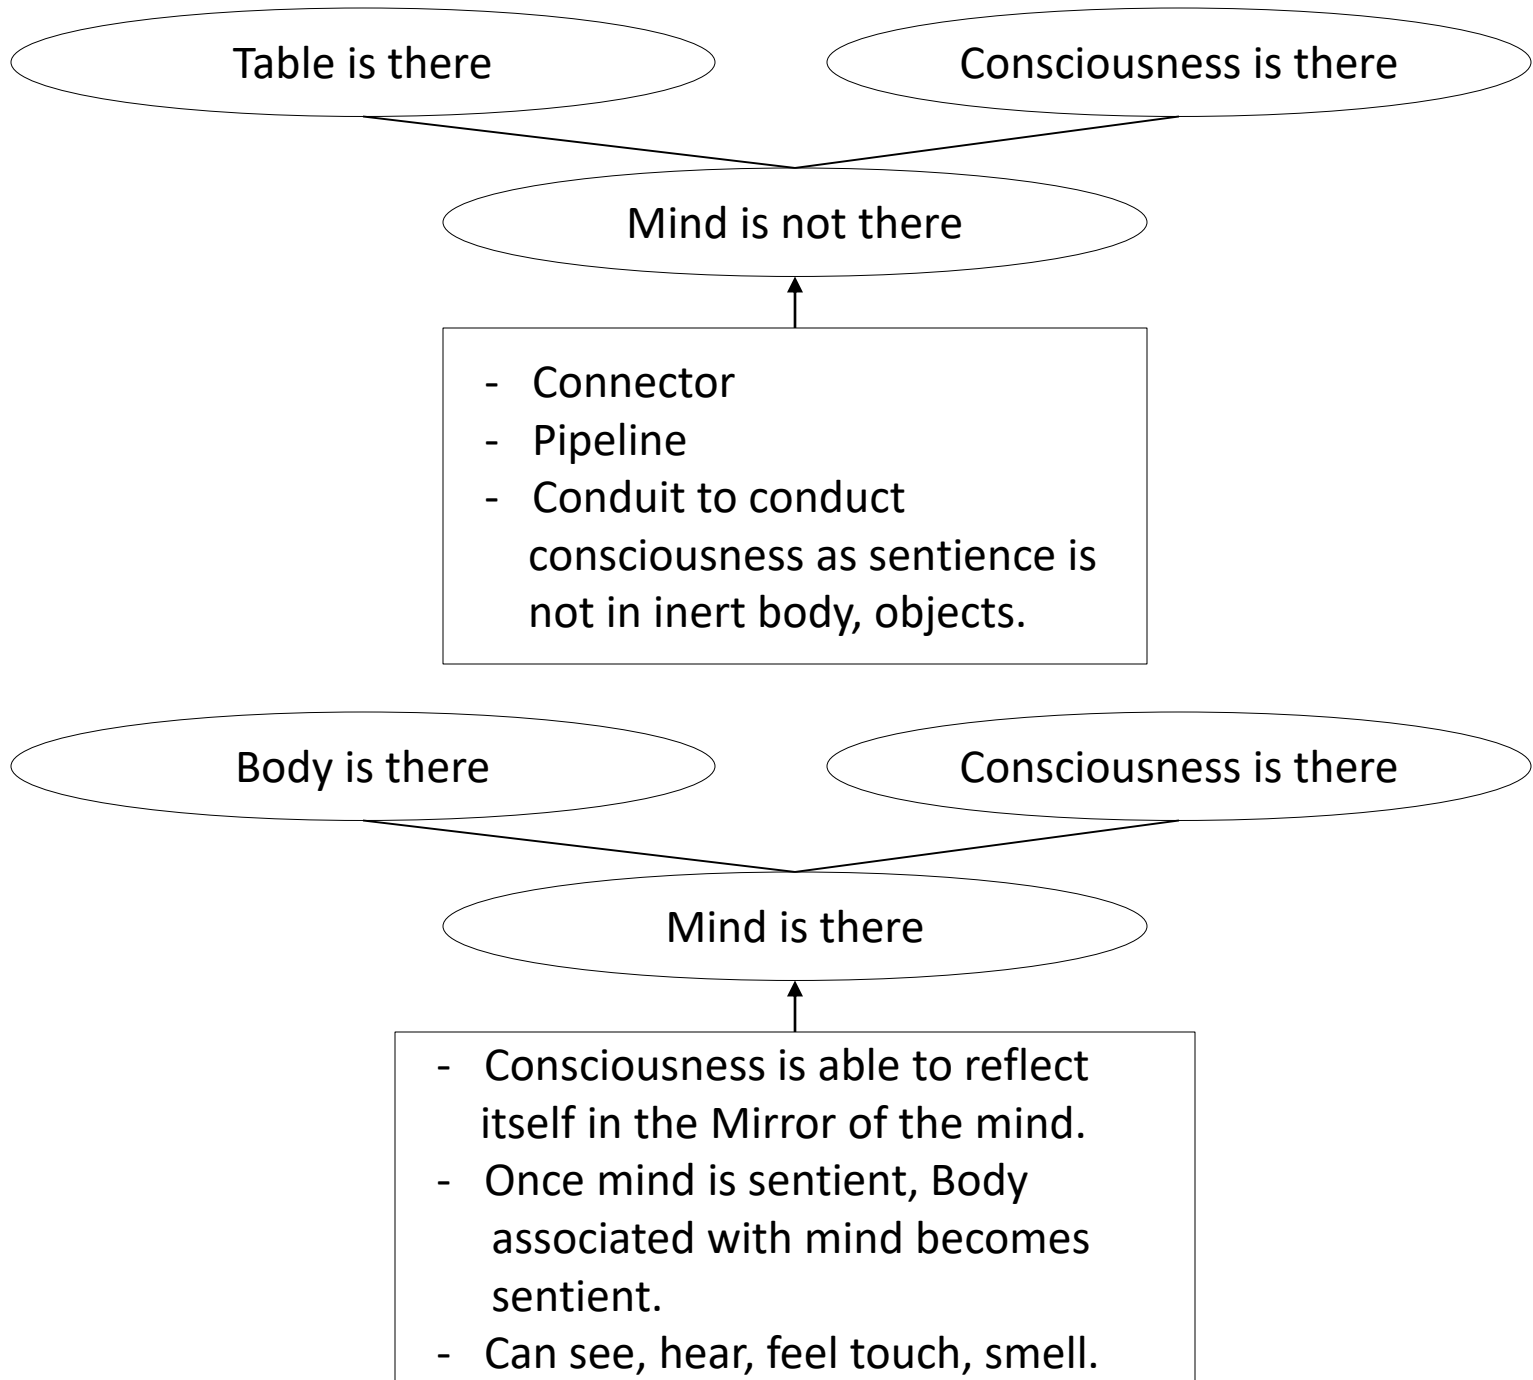 Table is there
Consciousness is there
Mind is not there
- Connector
- Pipeline
- Conduit to conduct
consciousness as sentience is
not in inert body, objects.
Body is there
Consciousness is there
Mind is there
- Consciousness is able to reflect
itself in the Mirror of the mind.
- Once mind is sentient, Body
associated with mind becomes
sentient.
- Can see, hear, feel touch, smell.